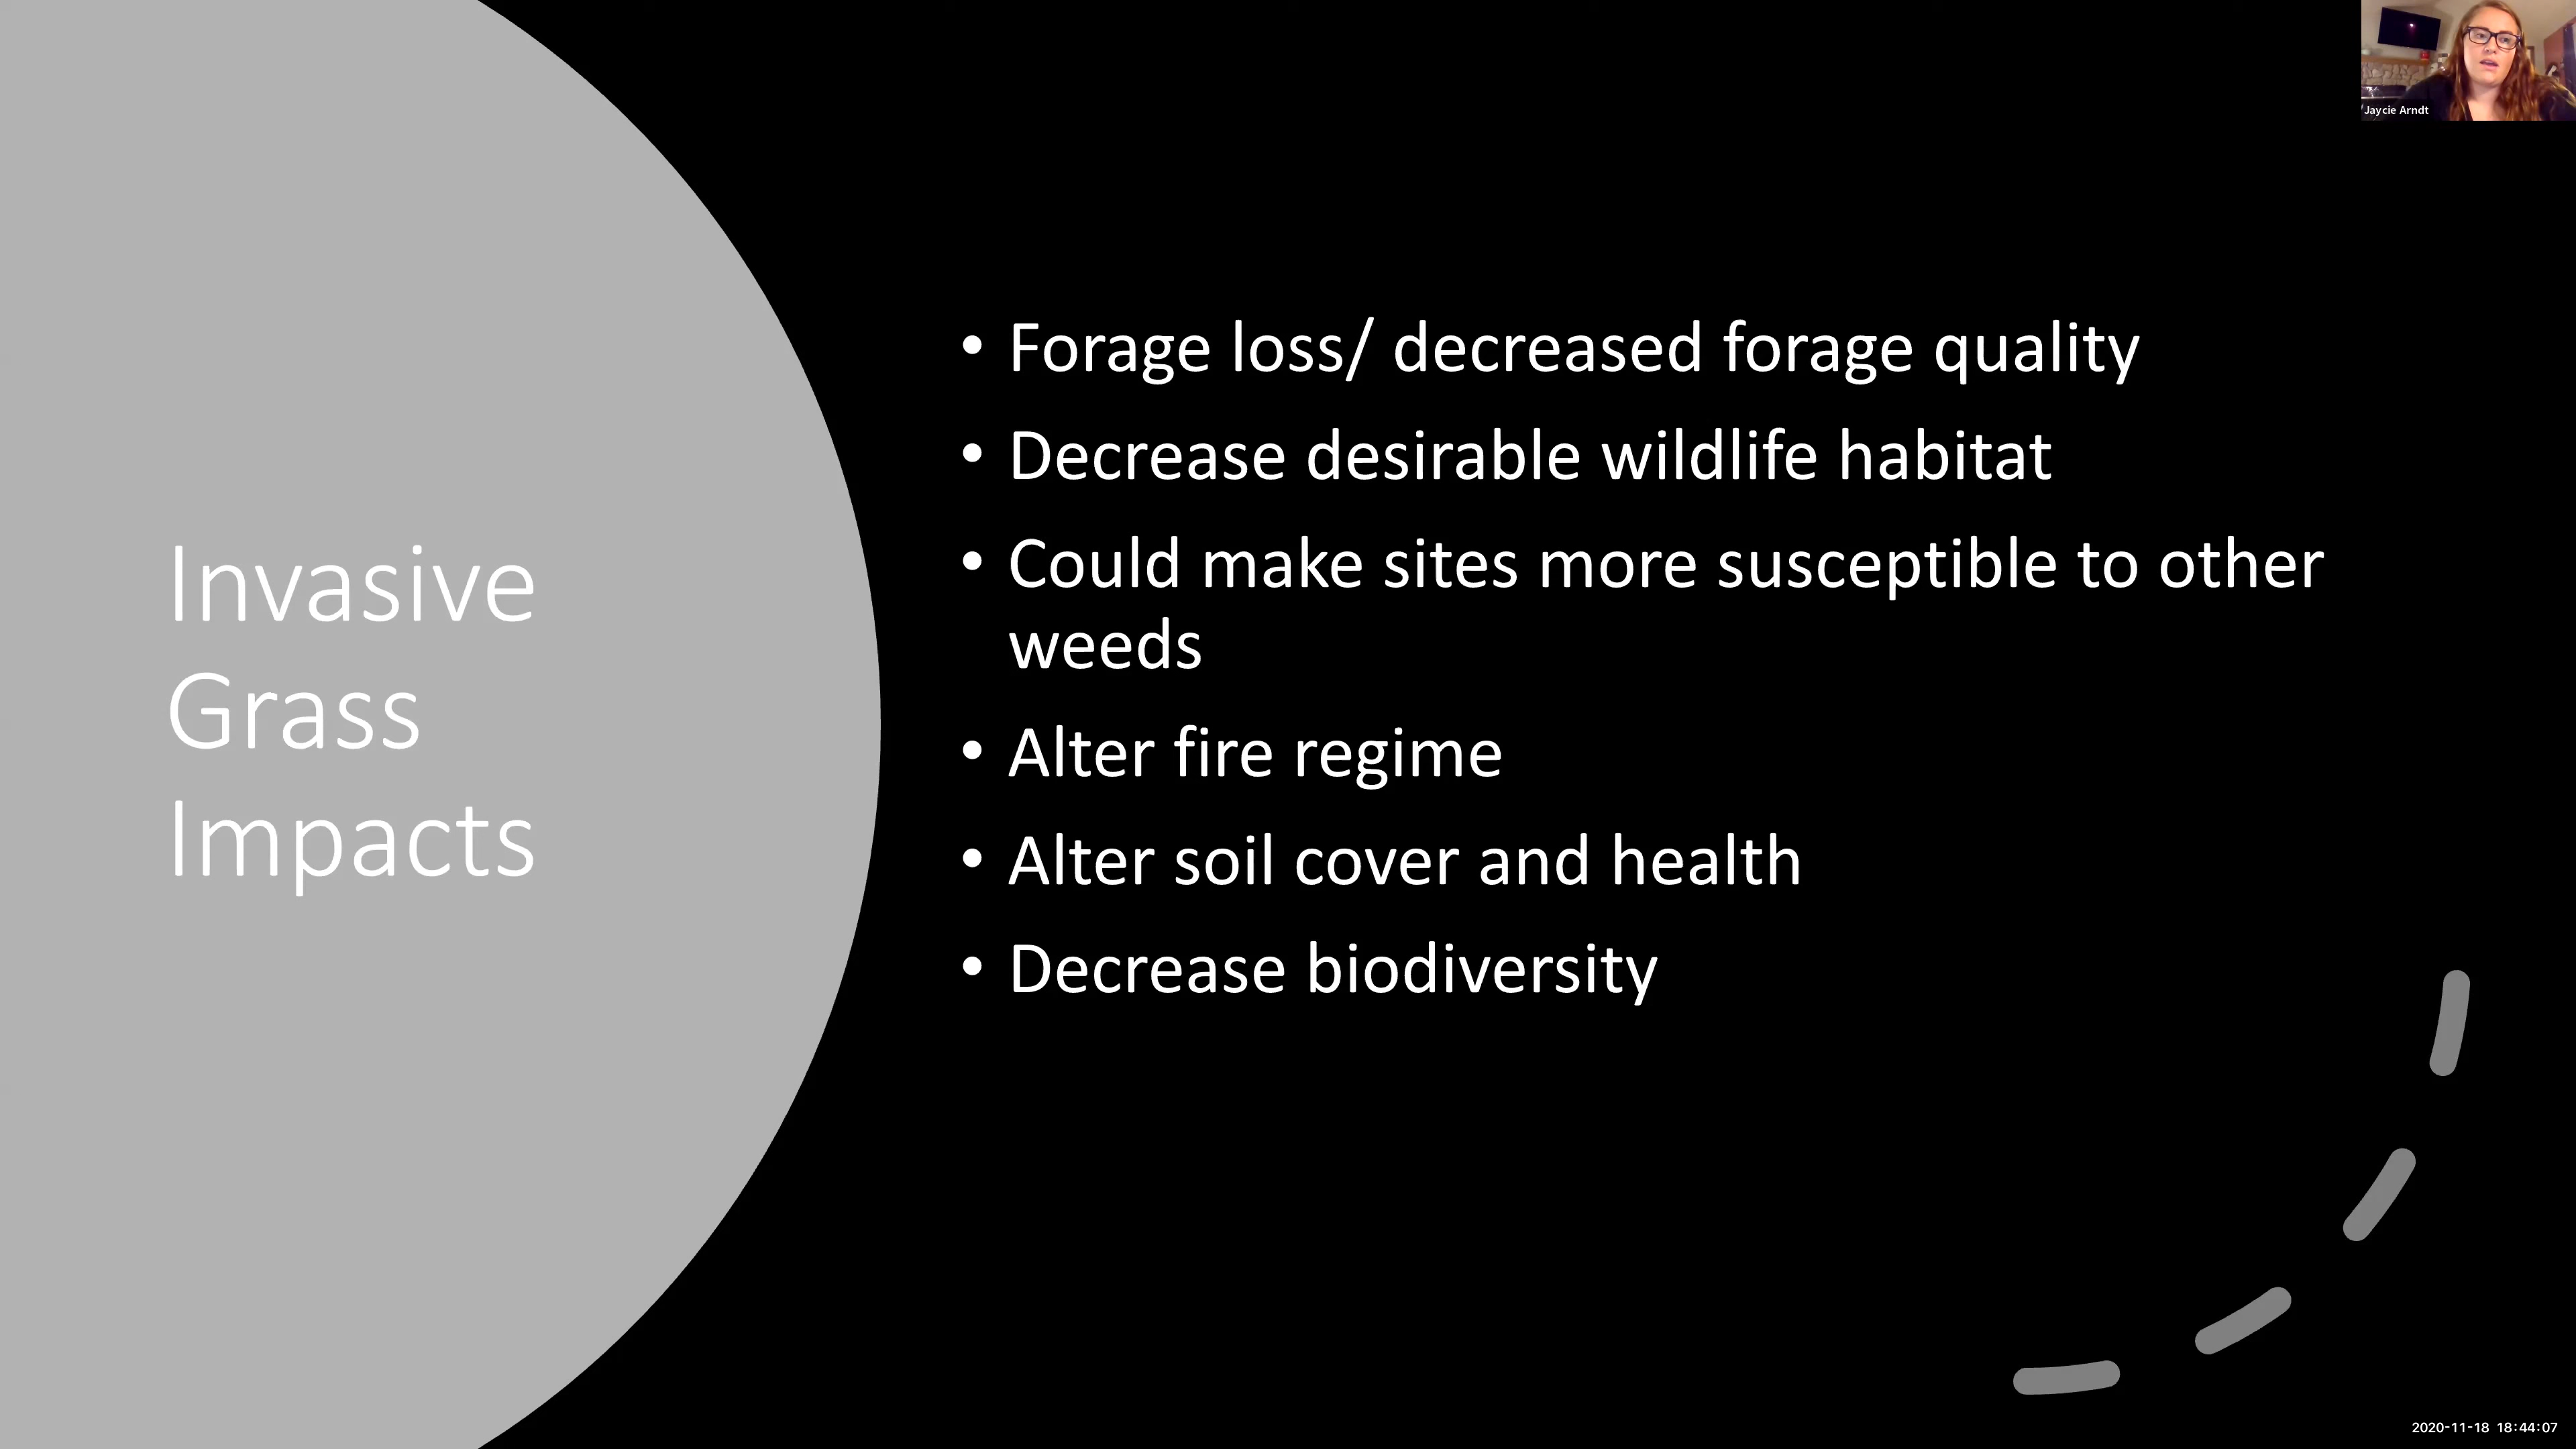 Jaycie Arndt
Invasive
Grass
Impacts
• Forage loss/ decreased forage quality
• Decrease desirable wildlife habitat
• Could make sites more susceptible to other
weeds
• Alter fire regime
• Alter soil cover and health
• Decrease biodiversity
2020-11-18 18:44:07